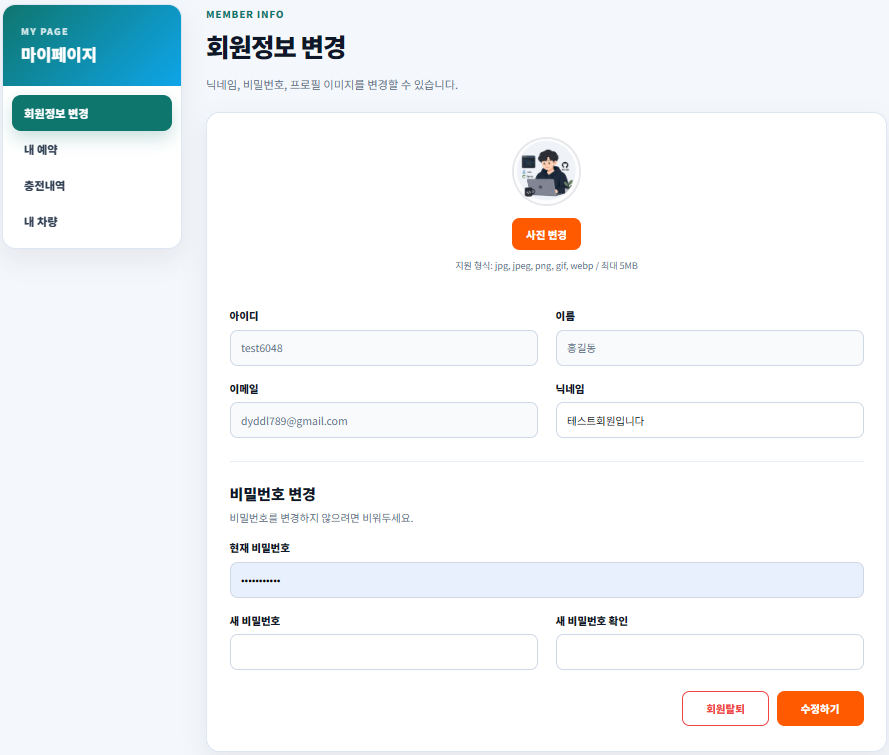 MY PAGE
마이페이지
회원정보 변경
내 예약
충전내역
내 차량
MEMBER INFO
회원정보 변경
닉네임, 비밀번호, 프로필 이미지를 변경할 수 있습니다.
사진 변경
지원 형식: jpg, jpeg, png, gif, webp / 최대 5MB
아이디
이름
test6048
홍길동
이메일
닉네임
dyddl789@gmail.com
테스트회원입니다
비밀번호 변경
비밀번호를 변경하지 않으려면 비워두세요.
현재 비밀번호
•••••••••••
새 비밀번호
새 비밀번호 확인
회원탈퇴
수정하기